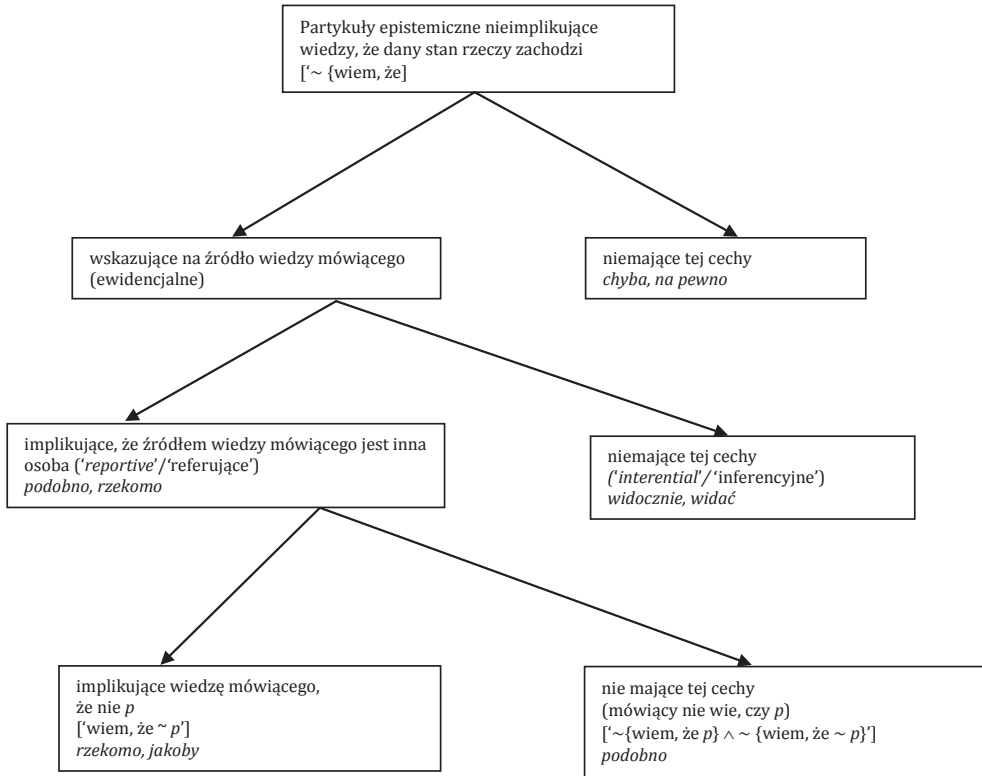 Partykuły epistemiczne nieimplikujące
wiedzy, że dany stan rzeczy zachodzi
[‘~ {wiem, że]
wskazujące na źródło wiedzy mówiącego
(ewidencjalne)
niemające tej cechy
chyba, na pewno
implikujące, że źródłem wiedzy mówiącego jest inna
osoba (‘reportive’/‘referujące’)
podobno, rzekomo
niemające tej cechy
(‘interential’/‘inferencyjne’)
widocznie, widać
implikujące wiedzę mówiącego,
że nie p
[‘wiem, że ~ p’]
rzekomo, jakoby
nie mające tej cechy
(mówiący nie wie, czy p)
[‘~{wiem, że p} ∧ ~ {wiem, że ~ p}’]
podobno